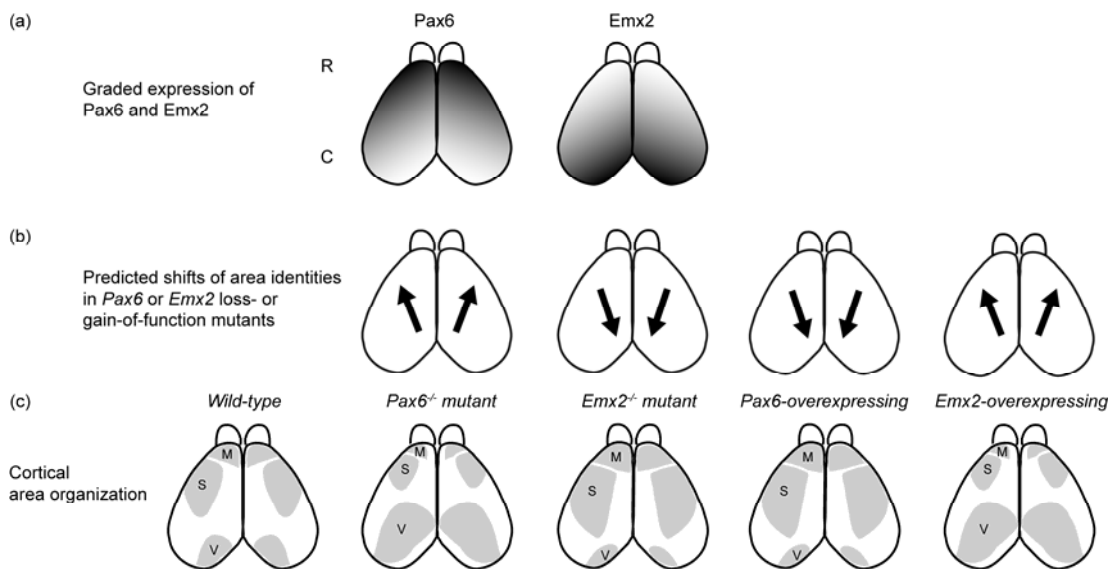 (a)
Pax6
Emx2
Graded expression of
Pax6 and Emx2
R
C
(b)
Predicted shifts of area identities
in Pax6 or Emx2 loss- or
gain-of-function mutants
(c)
Wild-type
Pax6-/- mutant
Emx2-/- mutant
Pax6-overexpressing
Emx2-overexpressing
Cortical
area organization
M
S
V
M
S
V
M
S
V
M
S
V
M
S
V